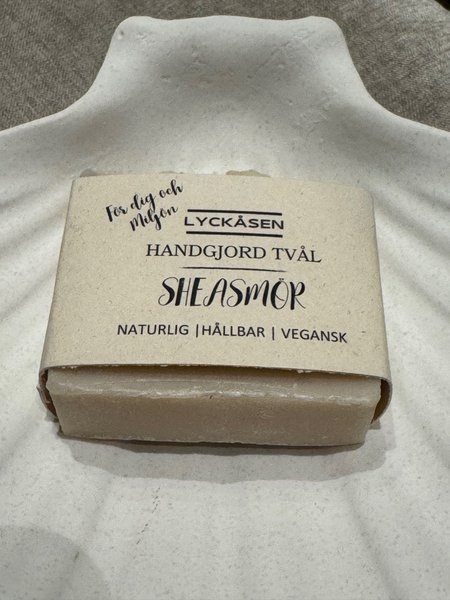 För dig och
Miljön
LYCKÅSEN
HANDGJORD TVÅL
SHEASMÖR
NATURLIG | HÅLLBAR | VEGANSK